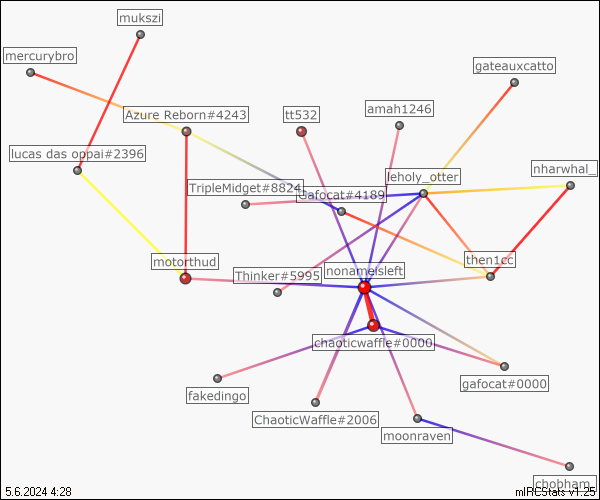 mukszi
mercurybro
gateauxcatto
Azure Reborn#4243
tt532
amah1246
lucas das oppai#2396
nharwhal_
leholy_otter
TripleMidget#8824
Gafocat#4189
motorthud
Thinker#5995
nonameisleft
then1cc
chaoticwaffle#0000
gafocat#0000
fakedingo
ChaoticWaffle#2006
moonraven
chobham_
5.6.2024 4:28
mIRCStats v1.25